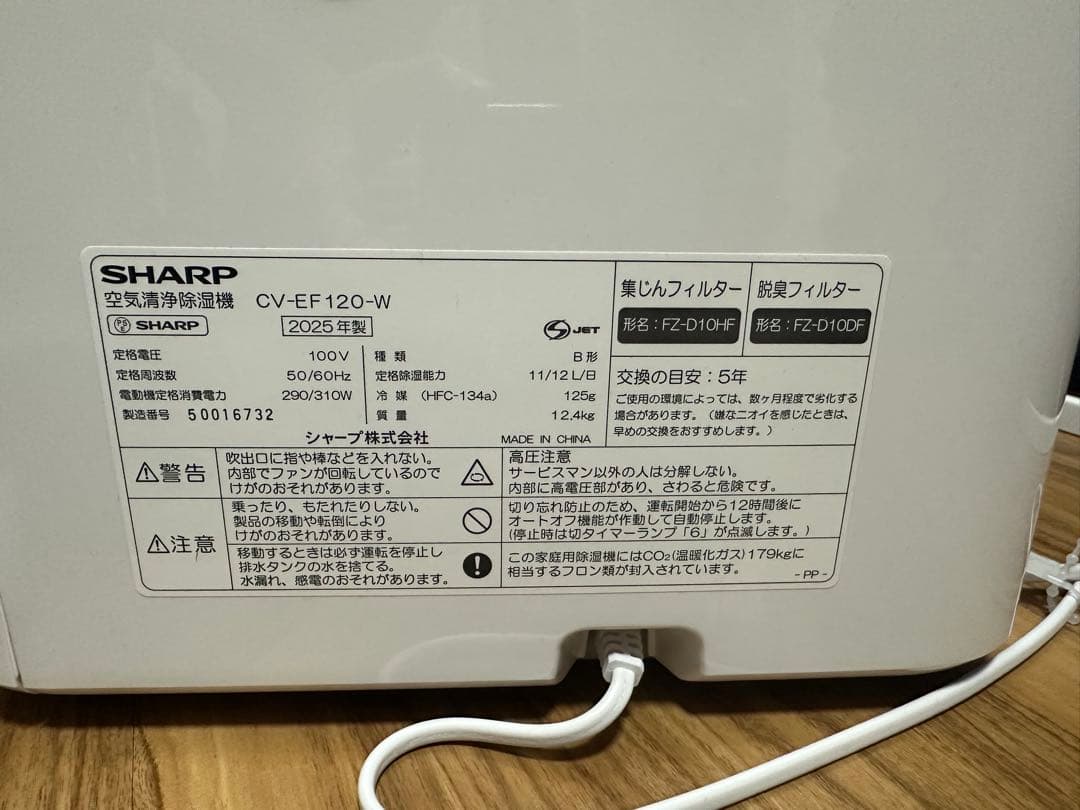 SHARP
空気清浄除湿機 CV-EF120-W
PSE SHARP 2025年製
JET
定格電圧 100V
定格周波数 50/60Hz
電動機定格消費電力 290/310W
製造番号 50016732
種類 B形
定格除湿能力 11/12 L/日
冷媒 (HFC-134a) 125g
質量 12.4kg
シャープ株式会社 MADE IN CHINA
集じんフィルター
形名:FZ-D10HF
脱臭フィルター
形名:FZ-D10DF
交換の目安:5年
ご使用の環境によっては、数ヶ月程度で劣化する
場合があります。(嫌なニオイを感じたときは、
早めの交換をおすすめします。)
⚠警告
吹出口に指や棒などを入れない。
内部でファンが回転しているので
けがのおそれがあります。
高圧注意
サービスマン以外の人は分解しない。
内部に高電圧部があり、さわると危険です。
⚠注意
乗ったり、もたれたりしない。
製品の移動や転倒により
けがのおそれがあります。
移動するときは必ず運転を停止し
排水タンクの水を捨てる。
水漏れ、感電のおそれがあります。
切り忘れ防止のため、運転開始から12時間後に
オートオフ機能が作動して自動停止します。
(停止時は切タイマーランプ「6」が点滅します。)
この家庭用除湿機にはCO₂(温暖化ガス)179kgに
相当するフロン類が封入されています。
-PP-